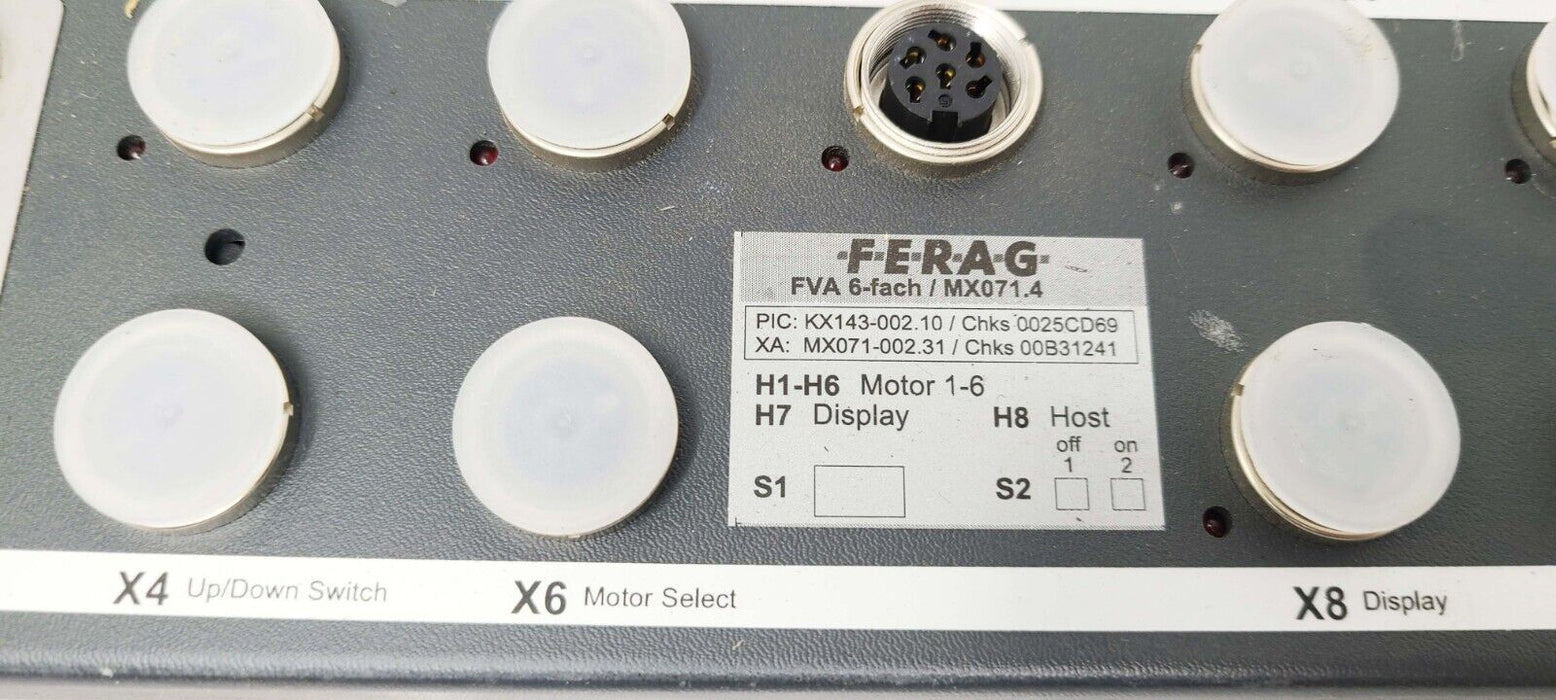 F·E·R·A·G
FVA 6-fach / MX071.4
PIC: KX143-002.10 / Chks 0025CD69
XA: MX071-002.31 / Chks 00B31241
H1-H6 Motor 1-6
H7 Display H8 Host
off on
1 2
S1 S2
X4 Up/Down Switch X6 Motor Select X8 Display